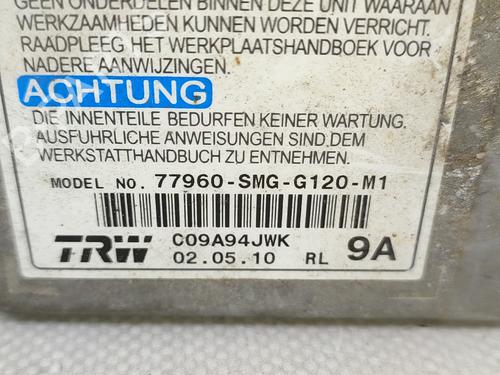 GEEN ONDERDELEN BINNEN DEZE UNIT WAARAAN
WERKZAAMHEDEN KUNNEN WORDEN VERRICHT.
RAADPLEEG HET WERKPLAATSHANDBOEK VOOR
NADERE AANWIJZINGEN.
ACHTUNG
DIE INNENTEILE BEDURFEN KEINER WARTUNG.
AUSFUHRLICHE ANWEISUNGEN SIND.DEM
WERKSTATTHANDBUCH ZU ENTNEHMEN.
MODEL NO. 77960-SMG-G120-M1
TRW C09A94JWK 9A
02.05.10 RL